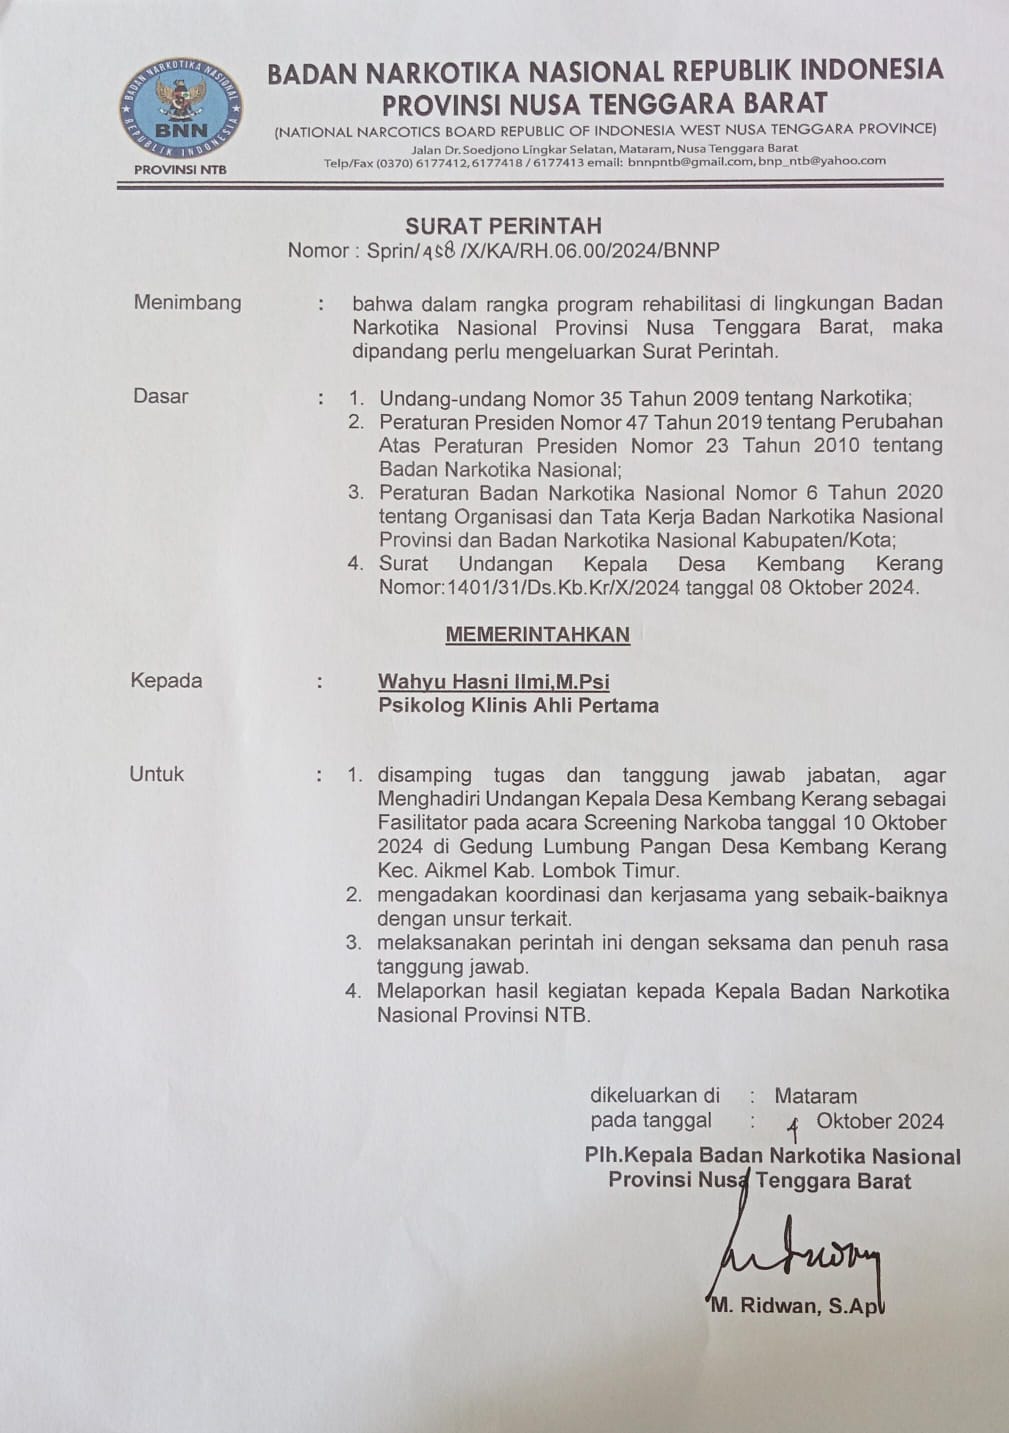 BADAN NARKOTIKA NASIONAL
REPUBLIK INDONESIA
BNN
PROVINSI NTB
BADAN NARKOTIKA NASIONAL REPUBLIK INDONESIA
PROVINSI NUSA TENGGARA BARAT
(NATIONAL NARCOTICS BOARD REPUBLIC OF INDONESIA WEST NUSA TENGGARA PROVINCE)
Jalan Dr. Soedjono Lingkar Selatan, Mataram, Nusa Tenggara Barat
Telp/Fax (0370) 6177412, 6177418 / 6177413 email: bnnpntb@gmail.com, bnp_ntb@yahoo.com
SURAT PERINTAH
Nomor : Sprin/ /X/KA/RH.06.00/2024/BNNP
Menimbang : bahwa dalam rangka program rehabilitasi di lingkungan Badan
Narkotika Nasional Provinsi Nusa Tenggara Barat, maka
dipandang perlu mengeluarkan Surat Perintah.
Dasar : 1. Undang-undang Nomor 35 Tahun 2009 tentang Narkotika;
2. Peraturan Presiden Nomor 47 Tahun 2019 tentang Perubahan
Atas Peraturan Presiden Nomor 23 Tahun 2010 tentang
Badan Narkotika Nasional;
3. Peraturan Badan Narkotika Nasional Nomor 6 Tahun 2020
tentang Organisasi dan Tata Kerja Badan Narkotika Nasional
Provinsi dan Badan Narkotika Nasional Kabupaten/Kota;
4. Surat Undangan Kepala Desa Kembang Kerang
Nomor:1401/31/Ds.Kb.Kr/X/2024 tanggal 08 Oktober 2024.
MEMERINTAHKAN
Kepada : Wahyu Hasni Ilmi,M.Psi
Psikolog Klinis Ahli Pertama
Untuk : 1. disamping tugas dan tanggung jawab jabatan, agar
Menghadiri Undangan Kepala Desa Kembang Kerang sebagai
Fasilitator pada acara Screening Narkoba tanggal 10 Oktober
2024 di Gedung Lumbung Pangan Desa Kembang Kerang
Kec. Aikmel Kab. Lombok Timur.
2. mengadakan koordinasi dan kerjasama yang sebaik-baiknya
dengan unsur terkait.
3. melaksanakan perintah ini dengan seksama dan penuh rasa
tanggung jawab.
4. Melaporkan hasil kegiatan kepada Kepala Badan Narkotika
Nasional Provinsi NTB.
dikeluarkan di : Mataram
pada tanggal : Oktober 2024
Plh.Kepala Badan Narkotika Nasional
Provinsi Nusa Tenggara Barat
M. Ridwan, S.Ap